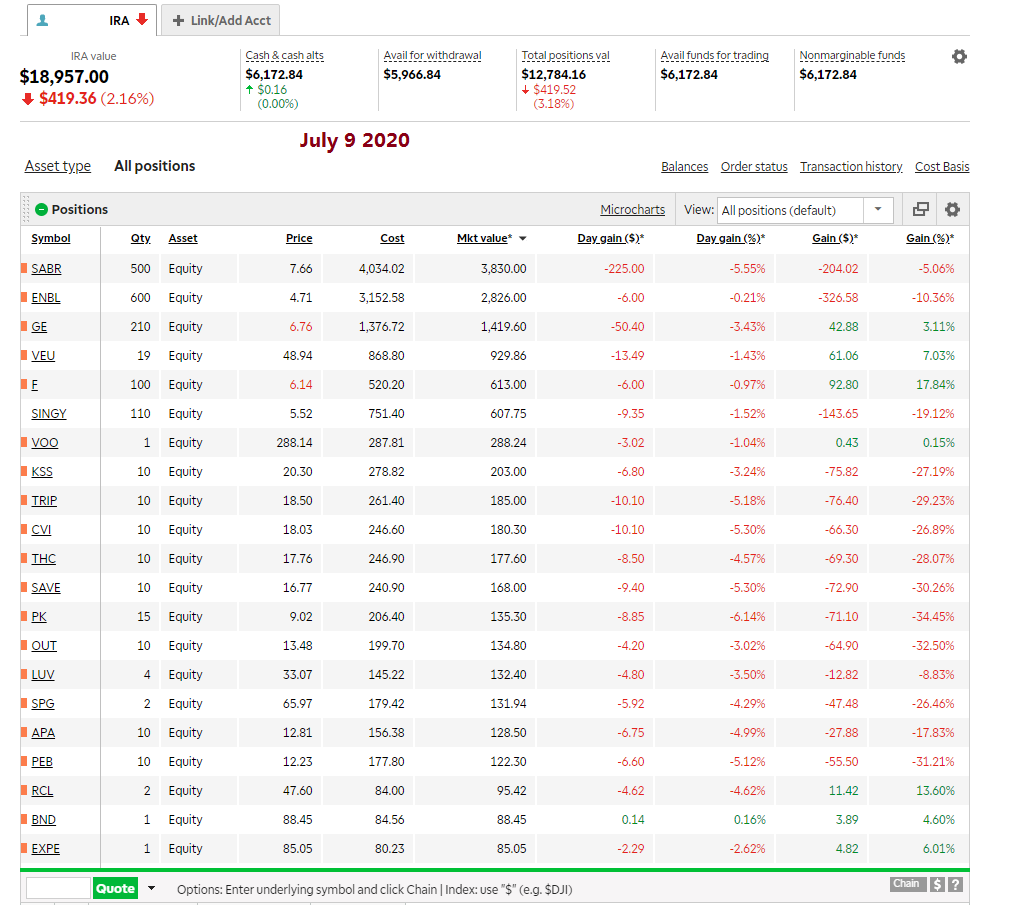 IRA
Link/Add Acct
IRA value
$18,957.00
$419.36 (2.16%)
Cash & cash alts
$6,172.84
$0.16
(0.00%)
Avail for withdrawal
$5,966.84
Total positions val
$12,784.16
$419.52
(3.18%)
Avail funds for trading
$6,172.84
Nonmarginable funds
$6,172.84
July 9 2020
Asset type All positions Balances Order status Transaction history Cost Basis
Positions Microcharts View: All positions (default)
Symbol Qty Asset Price Cost Mkt value* Day gain ($)* Day gain (%)* Gain ($)* Gain (%)*
SABR 500 Equity 7.66 4,034.02 3,830.00 -225.00 -5.55% -204.02 -5.06%
ENBL 600 Equity 4.71 3,152.58 2,826.00 -6.00 -0.21% -326.58 -10.36%
GE 210 Equity 6.76 1,376.72 1,419.60 -50.40 -3.43% 42.88 3.11%
VEU 19 Equity 48.94 868.80 929.86 -13.49 -1.43% 61.06 7.03%
F 100 Equity 6.14 520.20 613.00 -6.00 -0.97% 92.80 17.84%
SINGY 110 Equity 5.52 751.40 607.75 -9.35 -1.52% -143.65 -19.12%
VOO 1 Equity 288.14 287.81 288.24 -3.02 -1.04% 0.43 0.15%
KSS 10 Equity 20.30 278.82 203.00 -6.80 -3.24% -75.82 -27.19%
TRIP 10 Equity 18.50 261.40 185.00 -10.10 -5.18% -76.40 -29.23%
CVI 10 Equity 18.03 246.60 180.30 -10.10 -5.30% -66.30 -26.89%
THC 10 Equity 17.76 246.90 177.60 -8.50 -4.57% -69.30 -28.07%
SAVE 10 Equity 16.77 240.90 168.00 -9.40 -5.30% -72.90 -30.26%
PK 15 Equity 9.02 206.40 135.30 -8.85 -6.14% -71.10 -34.45%
OUT 10 Equity 13.48 199.70 134.80 -4.20 -3.02% -64.90 -32.50%
LUV 4 Equity 33.07 145.22 132.40 -4.80 -3.50% -12.82 -8.83%
SPG 2 Equity 65.97 179.42 131.94 -5.92 -4.29% -47.48 -26.46%
APA 10 Equity 12.81 156.38 128.50 -6.75 -4.99% -27.88 -17.83%
PEB 10 Equity 12.23 177.80 122.30 -6.60 -5.12% -55.50 -31.21%
RCL 2 Equity 47.60 84.00 95.42 -4.62 -4.62% 11.42 13.60%
BND 1 Equity 88.45 84.56 88.45 0.14 0.16% 3.89 4.60%
EXPE 1 Equity 85.05 80.23 85.05 -2.29 -2.62% 4.82 6.01%
Quote Options: Enter underlying symbol and click Chain | Index: use "$" (e.g. $DJI) Chain $ ?